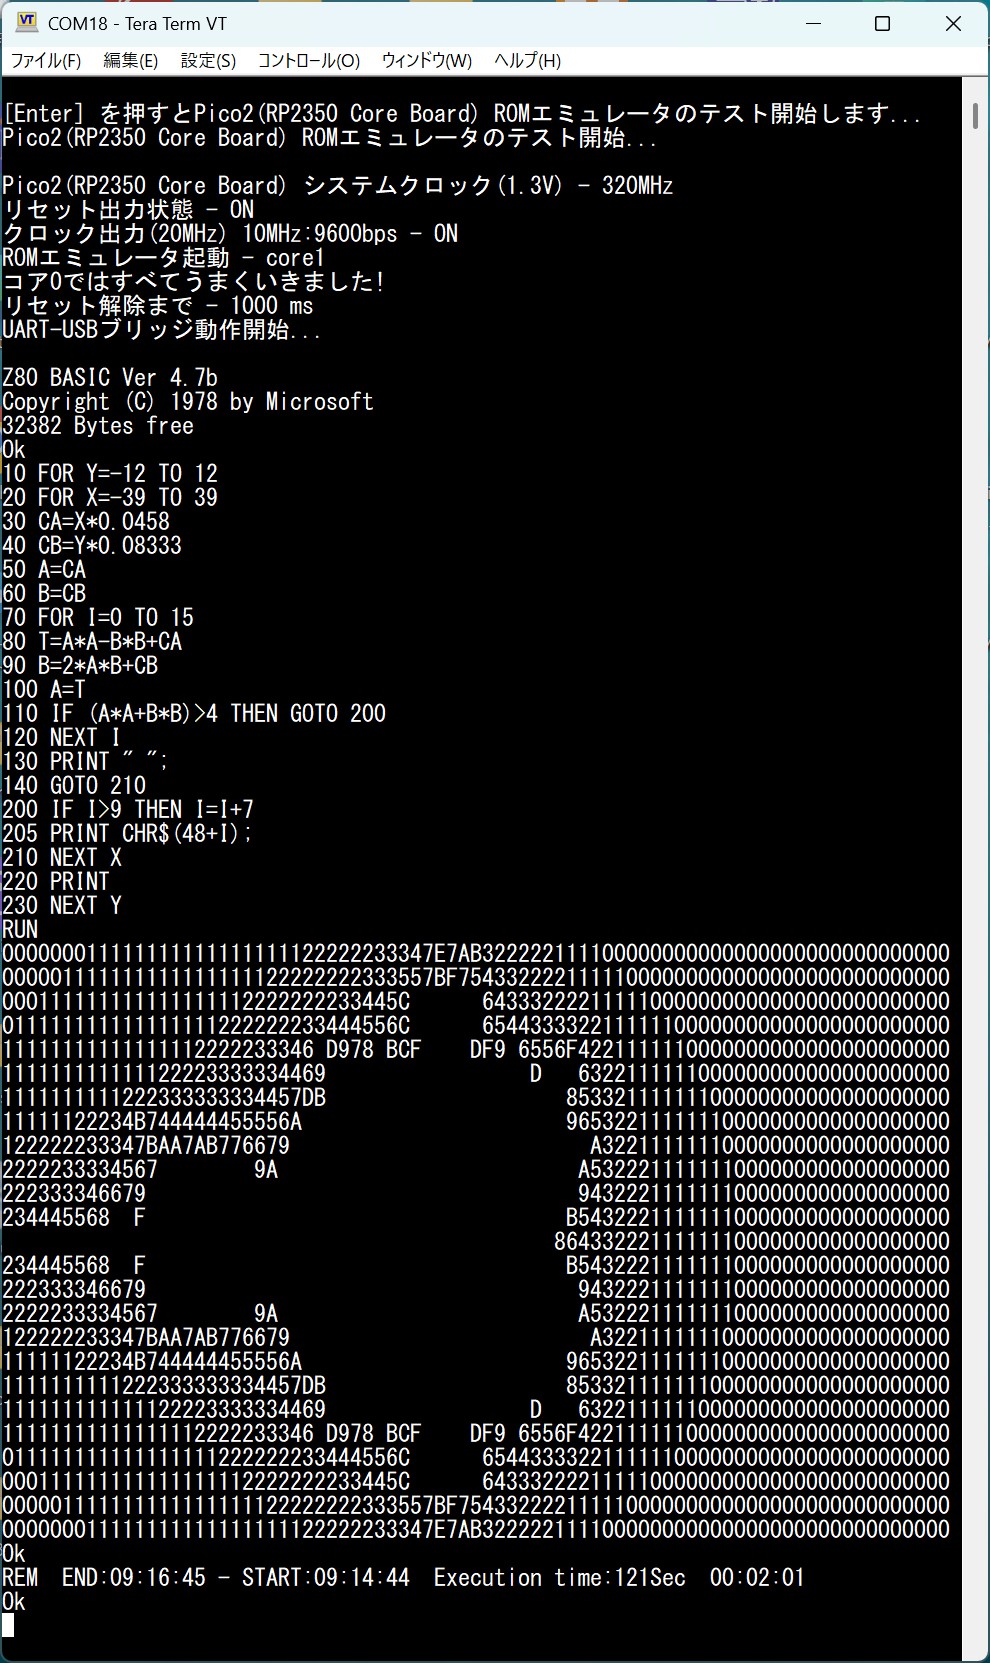 COM18 - Tera Term VT
ファイル(F) 編集(E) 設定(S) コントロール(O) ウィンドウ(W) ヘルプ(H)
[Enter] を押すとPico2(RP2350 Core Board) ROMエミュレータのテスト開始します...
Pico2(RP2350 Core Board) ROMエミュレータのテスト開始...
Pico2(RP2350 Core Board) システムクロック(1.3V) - 320MHz
リセット出力状態 - ON
クロック出力(20MHz) 10MHz:9600bps - ON
ROMエミュレータ起動 - core1
コア0ではすべてうまくいきました!
リセット解除まで - 1000 ms
UART-USBブリッジ動作開始...
Z80 BASIC Ver 4.7b
Copyright (C) 1978 by Microsoft
32382 Bytes free
Ok
10 FOR Y=-12 TO 12
20 FOR X=-39 TO 39
30 CA=X*0.0458
40 CB=Y*0.08333
50 A=CA
60 B=CB
70 FOR I=0 TO 15
80 T=A*A-B*B+CA
90 B=2*A*B+CB
100 A=T
110 IF (A*A+B*B)>4 THEN GOTO 200
120 NEXT I
130 PRINT " ";
140 GOTO 210
200 IF I>9 THEN I=I+7
205 PRINT CHR$(48+I);
210 NEXT X
220 PRINT
230 NEXT Y
RUN
000000011111111111111111122222233347E7AB322222111100000000000000000000000000000
000001111111111111111122222222333557BF75433222211111000000000000000000000000000
000111111111111111112222222233445C      643332222111110000000000000000000000000
011111111111111111222222233444556C      654433332211111100000000000000000000000
11111111111111112222233346 D978 BCF    DF9 6556F4221111110000000000000000000000
111111111111122223333334469                 D   6322111111000000000000000000000
1111111111222333333334457DB                    85332111111100000000000000000000
11111122234B744444455556A                      96532211111110000000000000000000
122222233347BAA7AB776679                         A32211111110000000000000000000
2222233334567        9A                         A532221111111000000000000000000
222333346679                                    9432221111111000000000000000000
234445568  F                                   B5432221111111000000000000000000
                                              864332221111111000000000000000000
234445568  F                                   B5432221111111000000000000000000
222333346679                                    9432221111111000000000000000000
2222233334567        9A                         A532221111111000000000000000000
122222233347BAA7AB776679                         A32211111110000000000000000000
11111122234B744444455556A                      96532211111110000000000000000000
1111111111222333333334457DB                    85332111111100000000000000000000
111111111111122223333334469                 D   6322111111000000000000000000000
11111111111111112222233346 D978 BCF    DF9 6556F4221111110000000000000000000000
011111111111111111222222233444556C      654433332211111100000000000000000000000
000111111111111111112222222233445C      643332222111110000000000000000000000000
000001111111111111111122222222333557BF75433222211111000000000000000000000000000
000000011111111111111111122222233347E7AB322222111100000000000000000000000000000
Ok
REM  END:09:16:45 - START:09:14:44  Execution time:121Sec  00:02:01
Ok